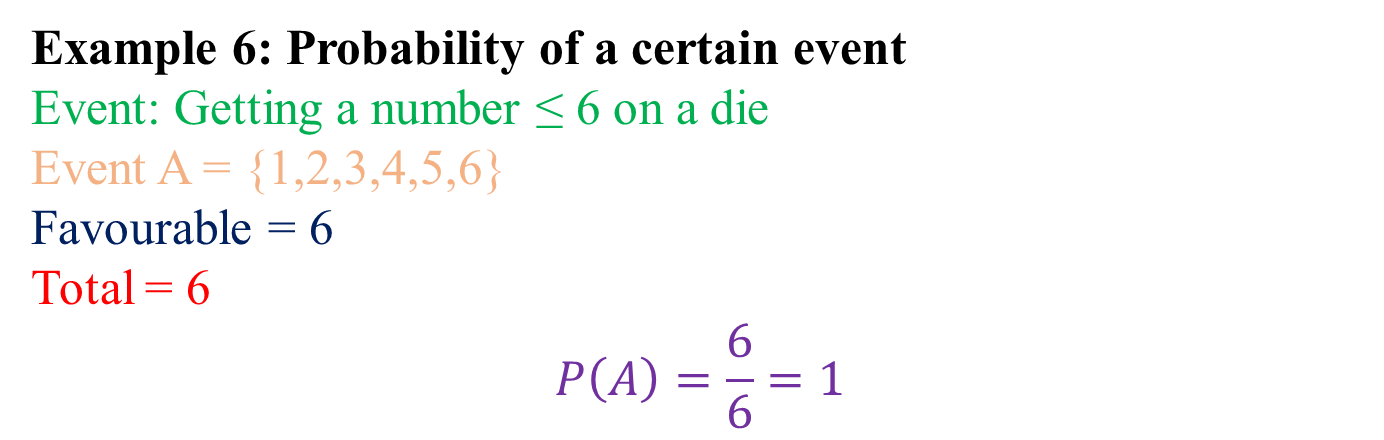 Example 6: Probability of a certain event
Event: Getting a number ≤ 6 on a die
Event A = {1,2,3,4,5,6}
Favourable = 6
Total = 6
P(A) = 6/6 = 1